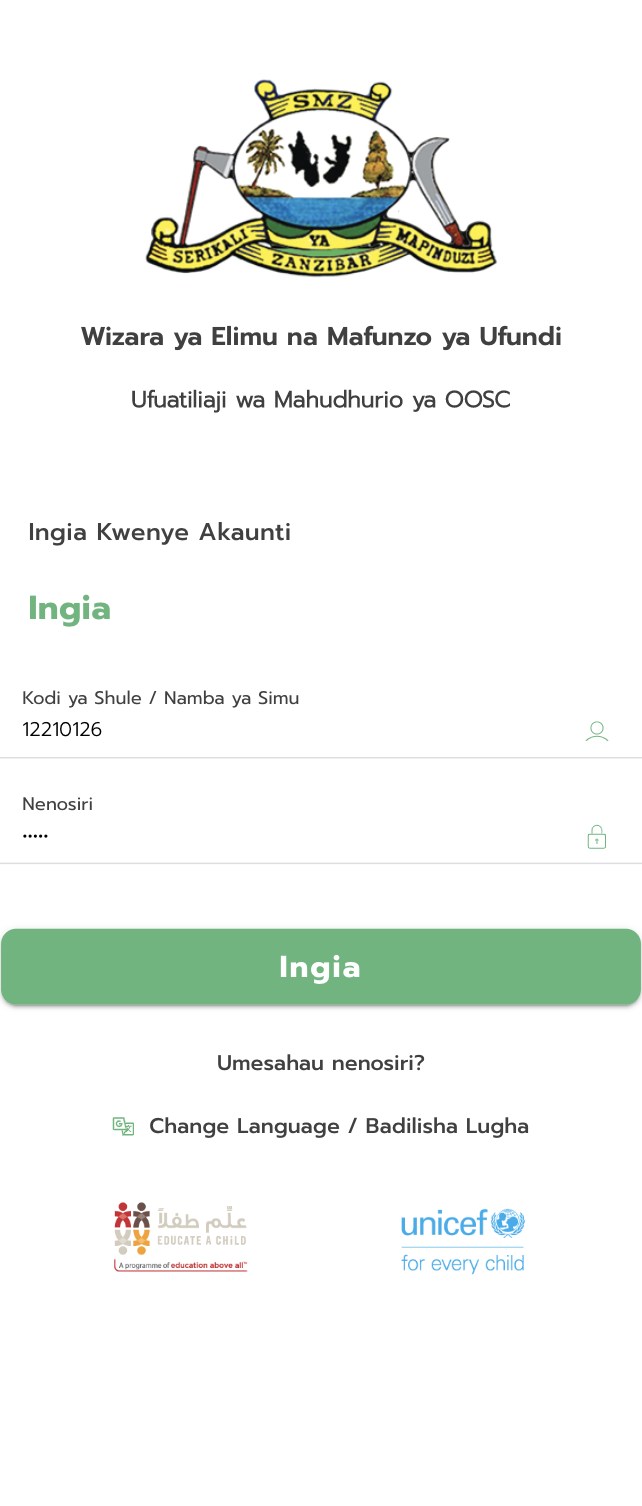 SMZ
SERIKALI YA MAPINDUZI
ZANZIBAR
Wizara ya Elimu na Mafunzo ya Ufundi
Ufuatiliaji wa Mahudhurio ya OOSC
Ingia Kwenye Akaunti
Ingia
Kodi ya Shule / Namba ya Simu
12210126
Nenosiri
•••••
Ingia
Umesahau nenosiri?
Change Language / Badilisha Lugha
علّم طفلاً
EDUCATE A CHILD
A programme of education above all™
unicef
for every child